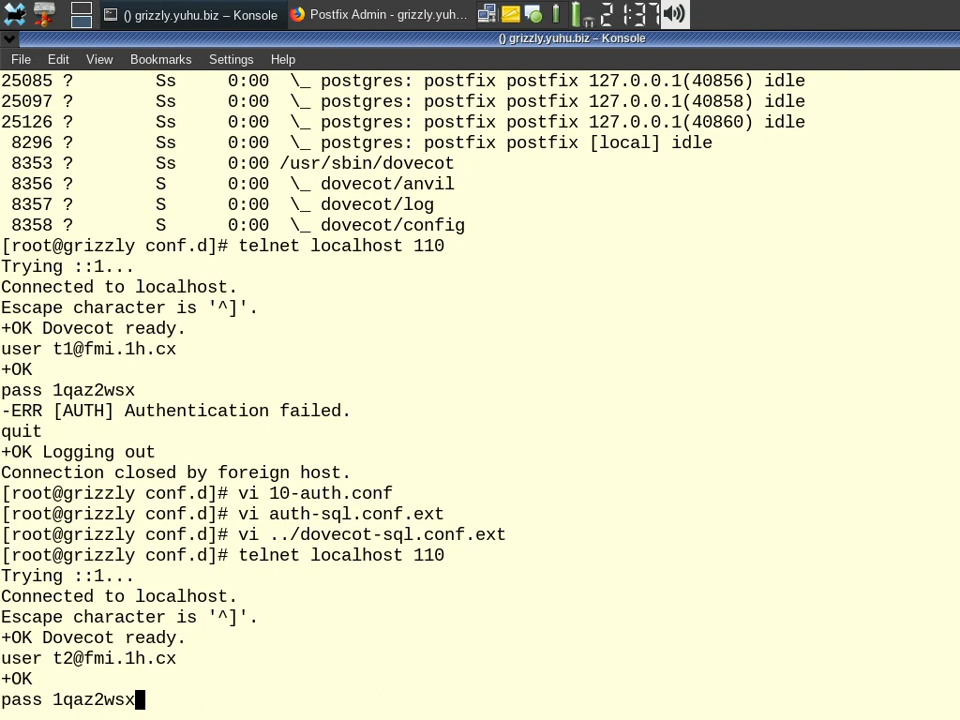 () grizzly.yuhu.biz – Konsole
Postfix Admin - grizzly.yuh...
21:37
() grizzly.yuhu.biz – Konsole
File Edit View Bookmarks Settings Help
25085 ? Ss 0:00 \_ postgres: postfix postfix 127.0.0.1(40856) idle
25097 ? Ss 0:00 \_ postgres: postfix postfix 127.0.0.1(40858) idle
25126 ? Ss 0:00 \_ postgres: postfix postfix 127.0.0.1(40860) idle
8296 ? Ss 0:00 \_ postgres: postfix postfix [local] idle
8353 ? Ss 0:00 /usr/sbin/dovecot
8356 ? S 0:00 \_ dovecot/anvil
8357 ? S 0:00 \_ dovecot/log
8358 ? S 0:00 \_ dovecot/config
[root@grizzly conf.d]# telnet localhost 110
Trying ::1...
Connected to localhost.
Escape character is '^]'.
+OK Dovecot ready.
user t1@fmi.1h.cx
+OK
pass 1qaz2wsx
-ERR [AUTH] Authentication failed.
quit
+OK Logging out
Connection closed by foreign host.
[root@grizzly conf.d]# vi 10-auth.conf
[root@grizzly conf.d]# vi auth-sql.conf.ext
[root@grizzly conf.d]# vi ../dovecot-sql.conf.ext
[root@grizzly conf.d]# telnet localhost 110
Trying ::1...
Connected to localhost.
Escape character is '^]'.
+OK Dovecot ready.
user t2@fmi.1h.cx
+OK
pass 1qaz2wsx